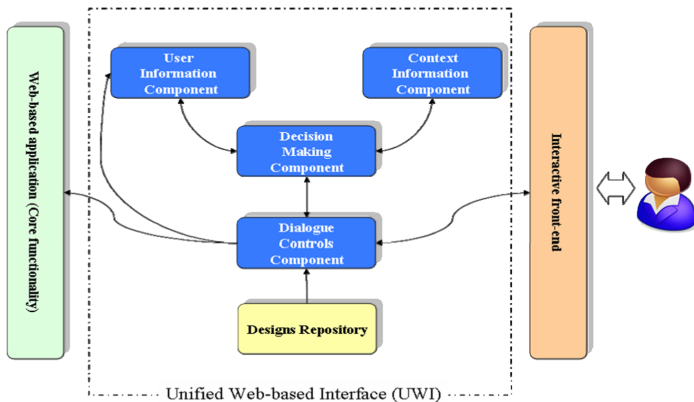 Web-based application (Core functionality)
User
Information
Component
Context
Information
Component
Decision
Making
Component
Dialogue
Controls
Component
Designs Repository
Interactive front-end
Unified Web-based Interface (UWI)